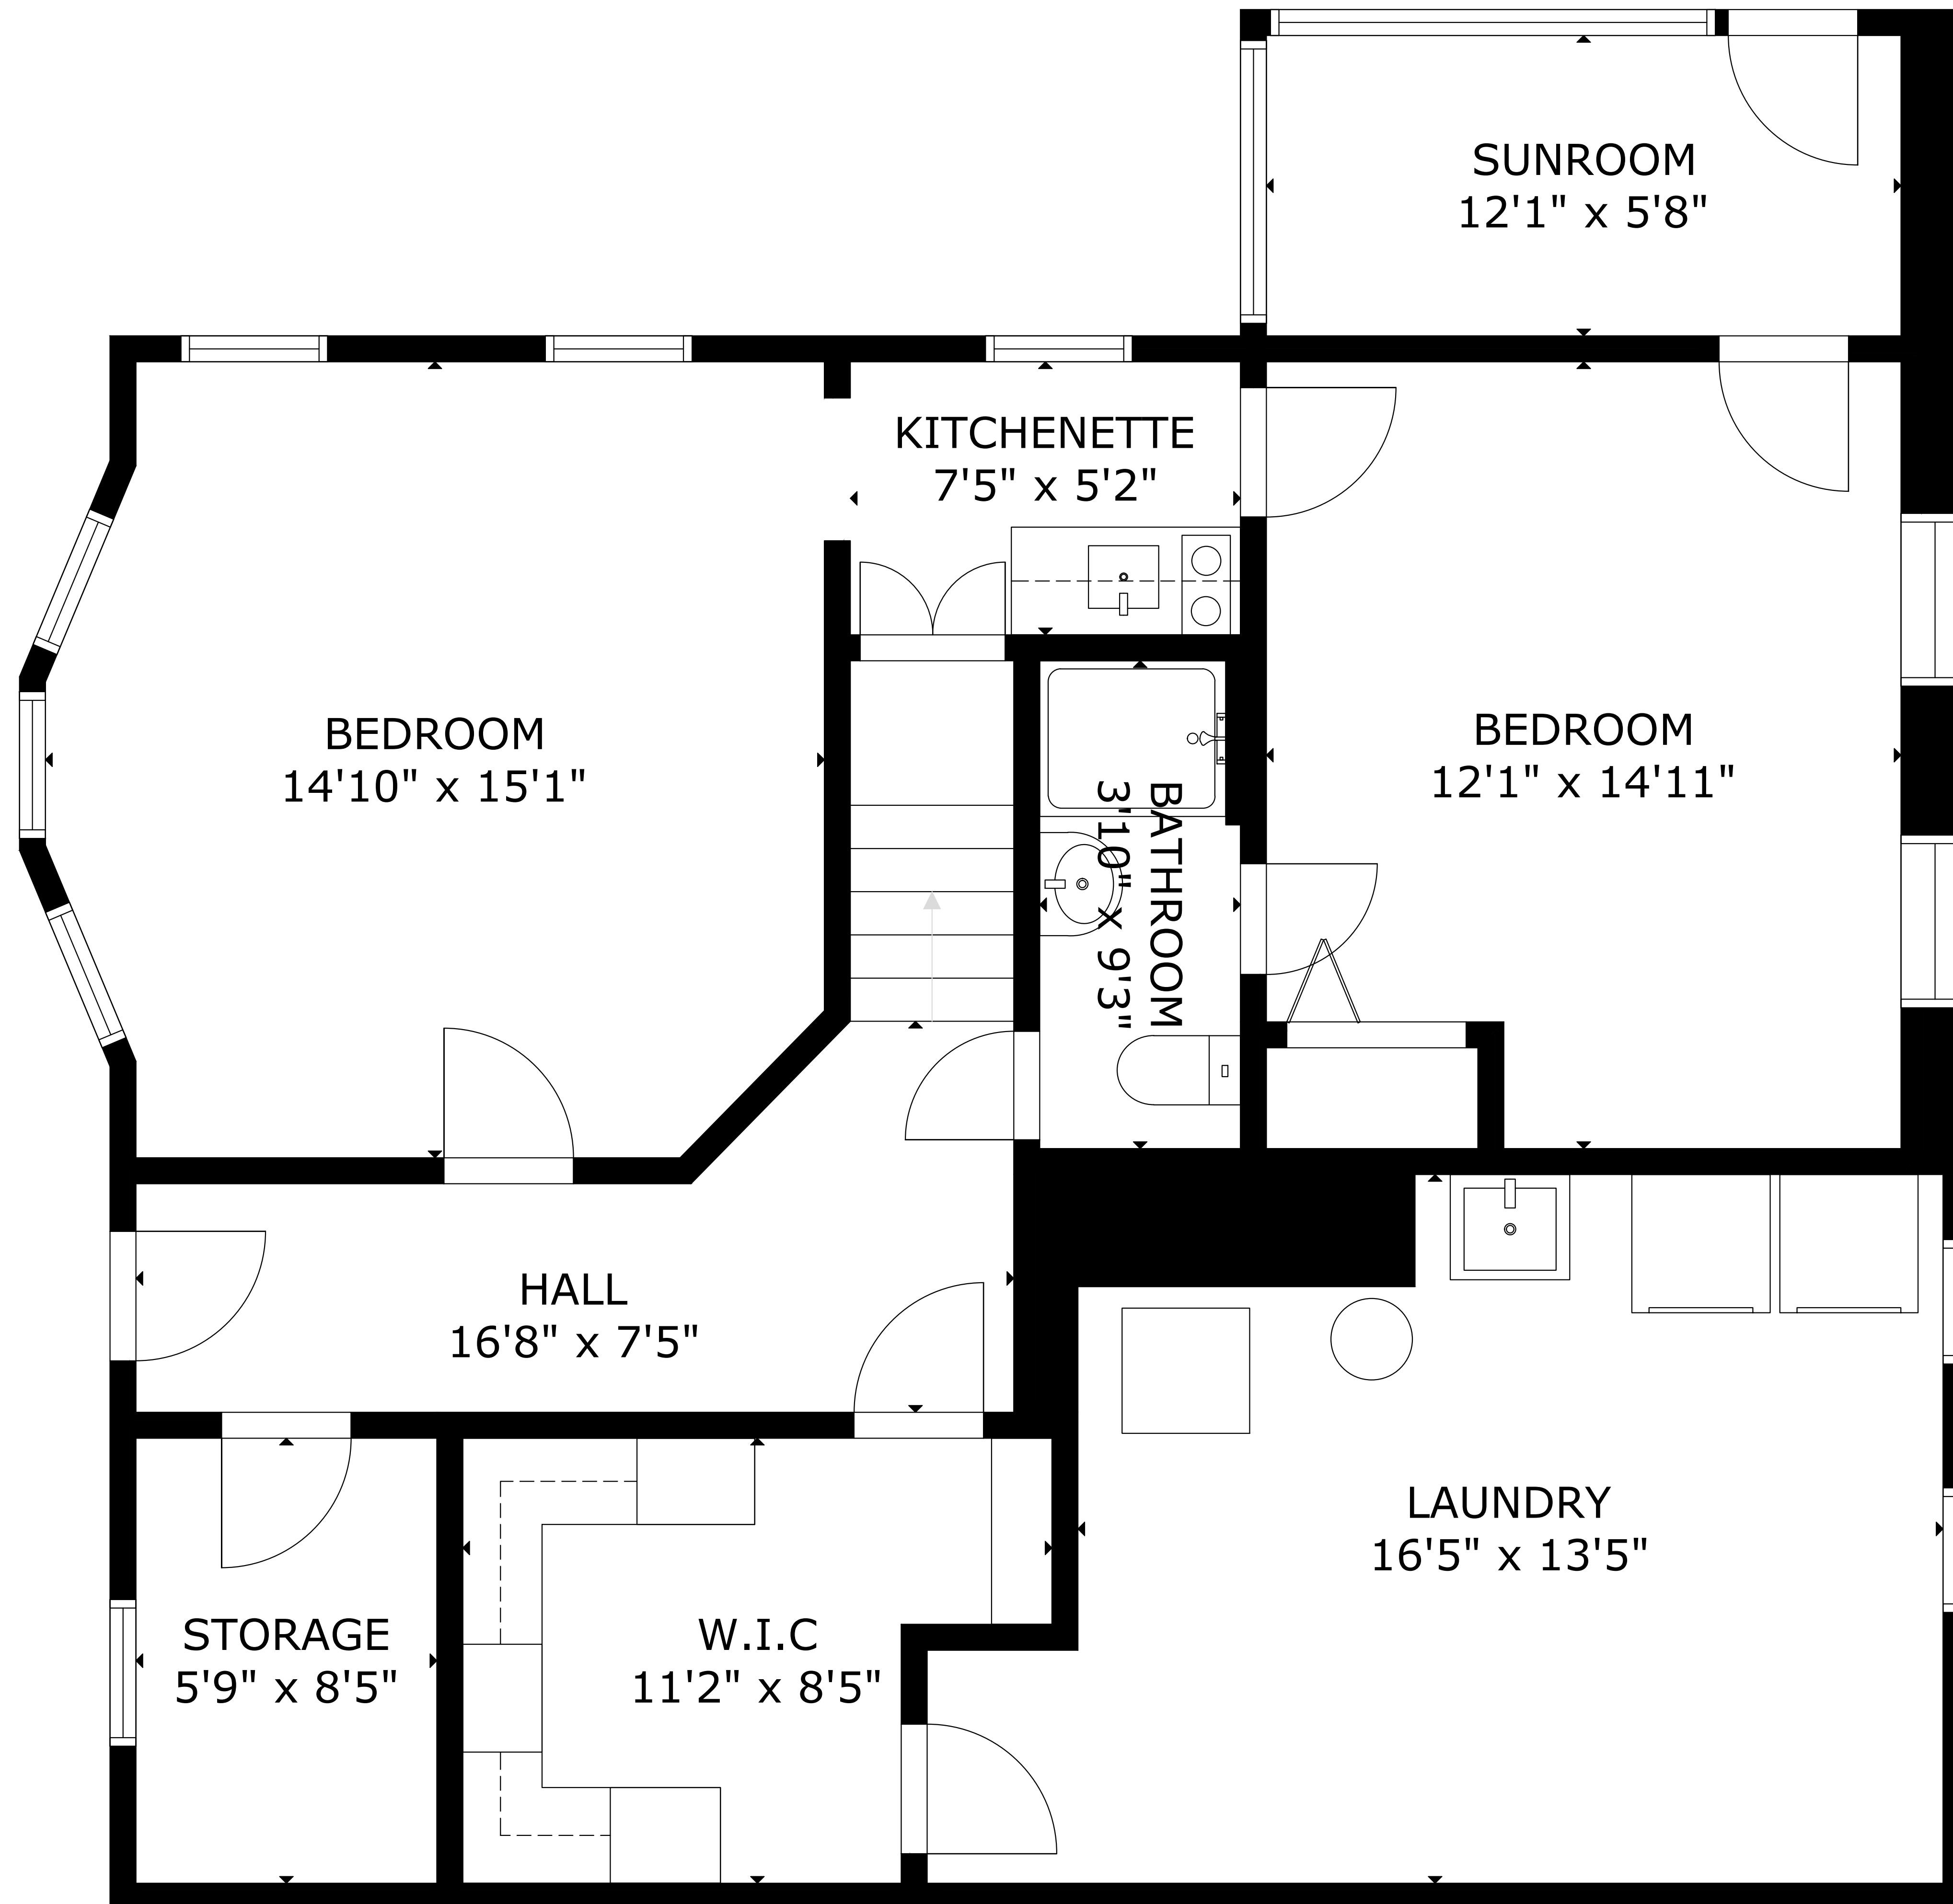 SUNROOM
12'1" x 5'8"
KITCHENETTE
7'5" x 5'2"
BEDROOM
14'10" x 15'1"
BEDROOM
12'1" x 14'11"
BATHROOM
3'10" x 9'3"
HALL
16'8" x 7'5"
LAUNDRY
16'5" x 13'5"
STORAGE
5'9" x 8'5"
W.I.C
11'2" x 8'5"